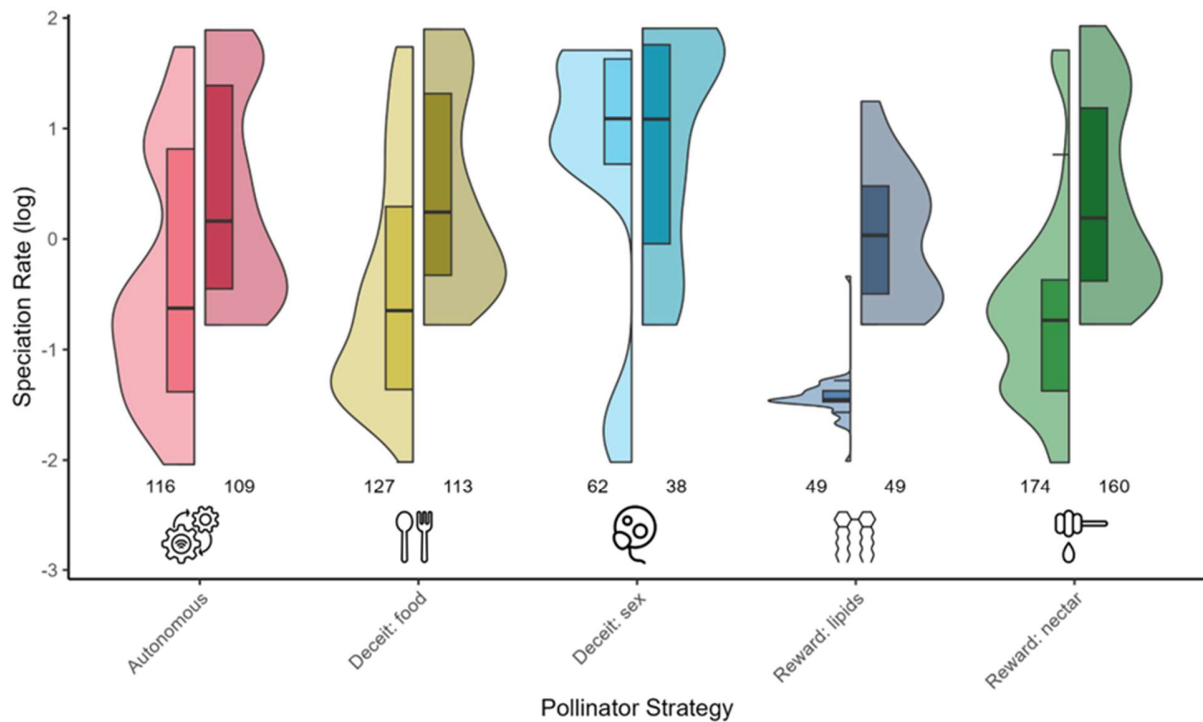 2
1
0
-1
-2
-3
Speciation Rate (log)
116 109 127 113 62 38 49 49 174 160
Autonomous
Deceit: food
Deceit: sex
Reward: lipids
Reward: nectar
Pollinator Strategy